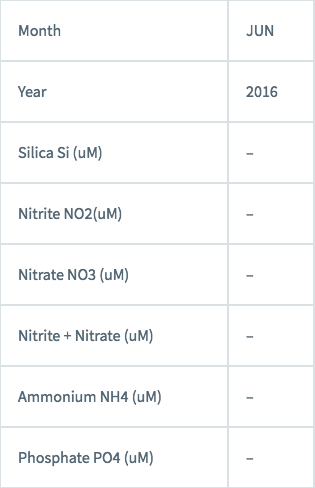 Month JUN
Year 2016
Silica Si (uM) –
Nitrite NO2(uM) –
Nitrate NO3 (uM) –
Nitrite + Nitrate (uM) –
Ammonium NH4 (uM) –
Phosphate PO4 (uM) –